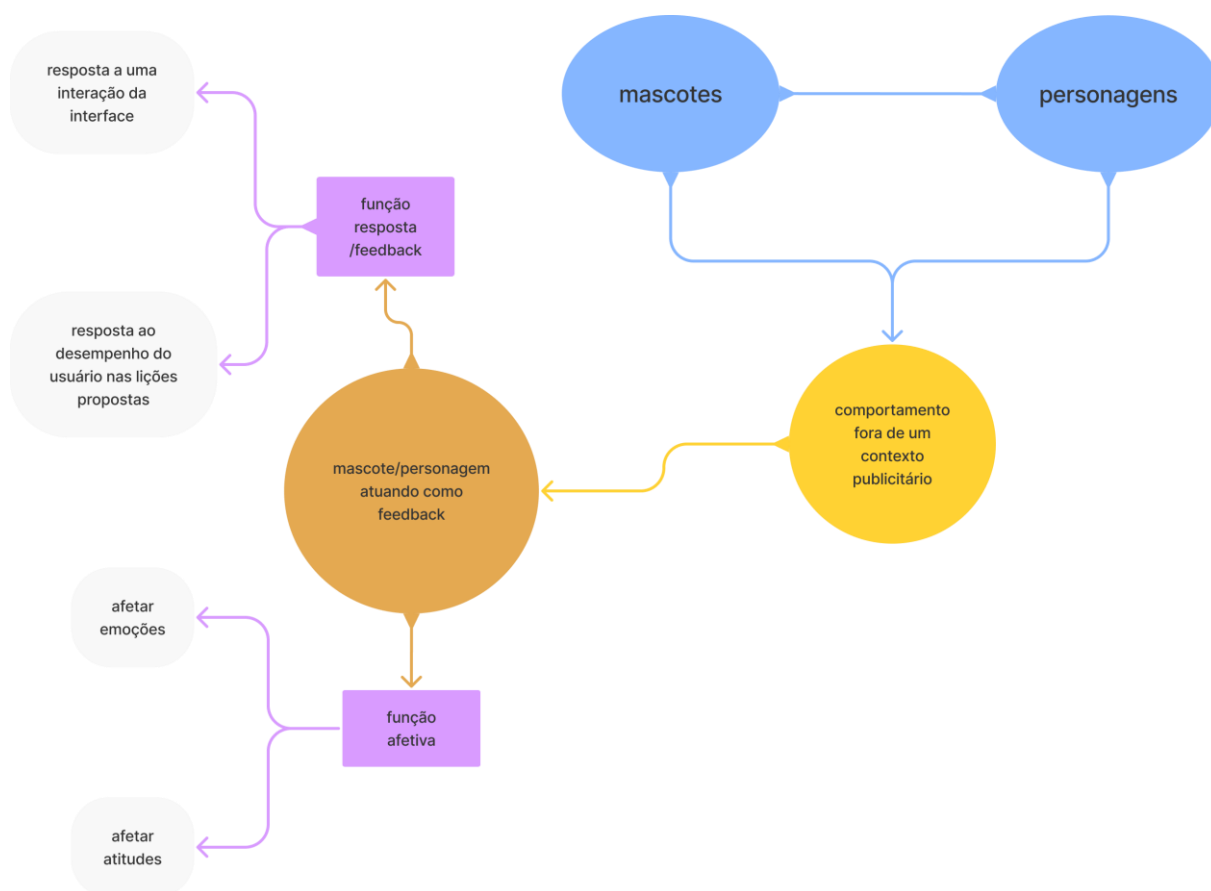 mascotes
personagens
resposta a uma
interação da
interface
função
resposta
/feedback
resposta ao
desempenho do
usuário nas lições
propostas
comportamento
fora de um
contexto
publicitário
mascote/personagem
atuando como
feedback
afetar
emoções
função
afetiva
afetar
atitudes